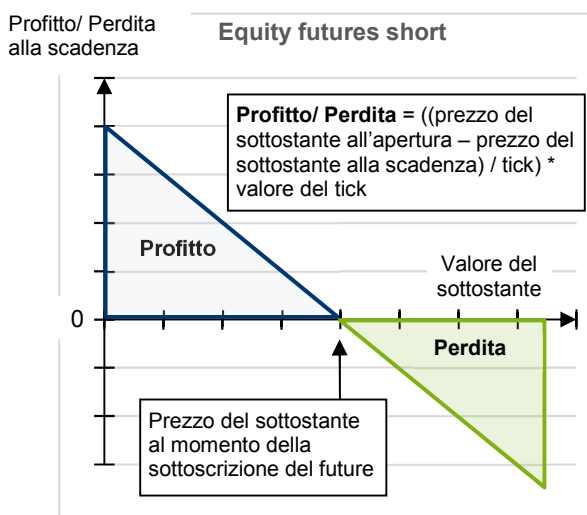 Profitto/ Perdita
alla scadenza
Equity futures short
Profitto/ Perdita = ((prezzo del
sottostante all’apertura – prezzo del
sottostante alla scadenza) / tick) *
valore del tick
Profitto
Valore del
sottostante
0
Perdita
Prezzo del sottostante
al momento della
sottoscrizione del future